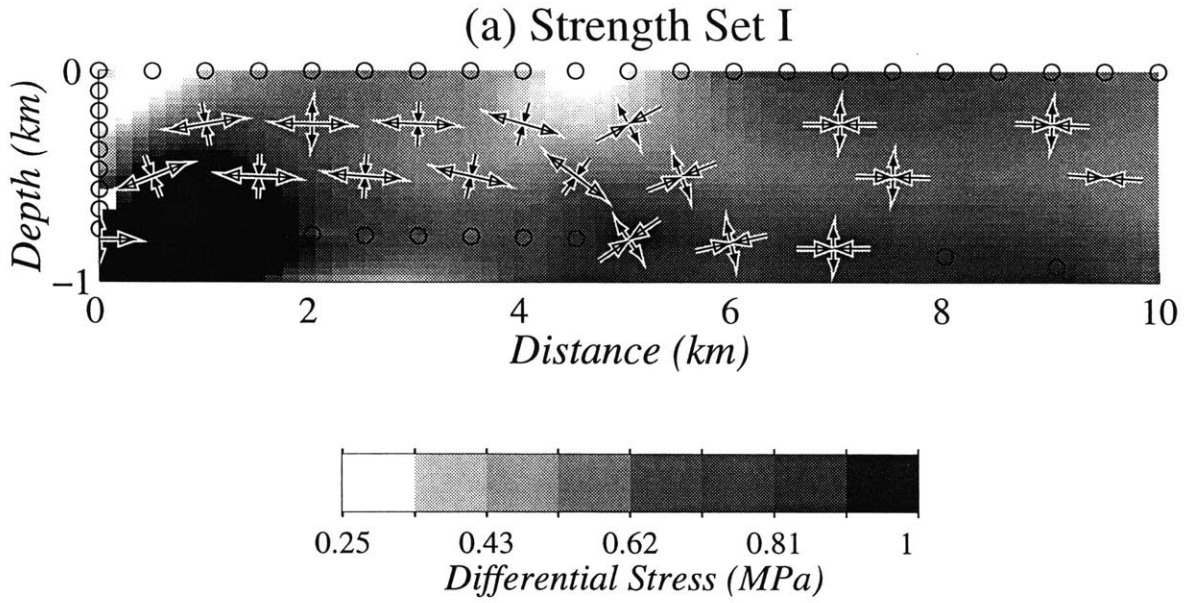 (a) Strength Set I
0
Depth (km)
−1
0 2 4 6 8 10
Distance (km)
0.25 0.43 0.62 0.81 1
Differential Stress (MPa)